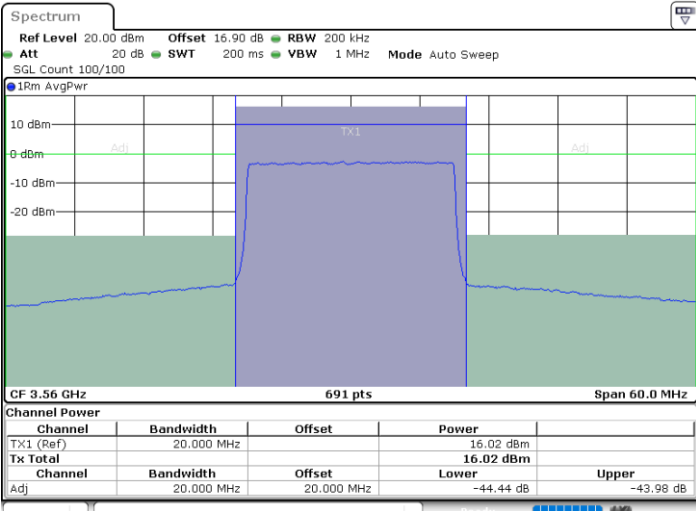 Spectrum
Ref Level 20.00 dBm Offset 16.90 dB RBW 200 kHz
Att 20 dB SWT 200 ms VBW 1 MHz Mode Auto Sweep
SGL Count 100/100
1Rm AvgPwr
10 dBm
TX1
Adj Adj
0 dBm
-10 dBm
-20 dBm
CF 3.56 GHz 691 pts Span 60.0 MHz
Channel Power
Channel Bandwidth Offset Power
TX1 (Ref) 20.000 MHz 16.02 dBm
Tx Total 16.02 dBm
Channel Bandwidth Offset Lower Upper
Adj 20.000 MHz 20.000 MHz -44.44 dB -43.98 dB